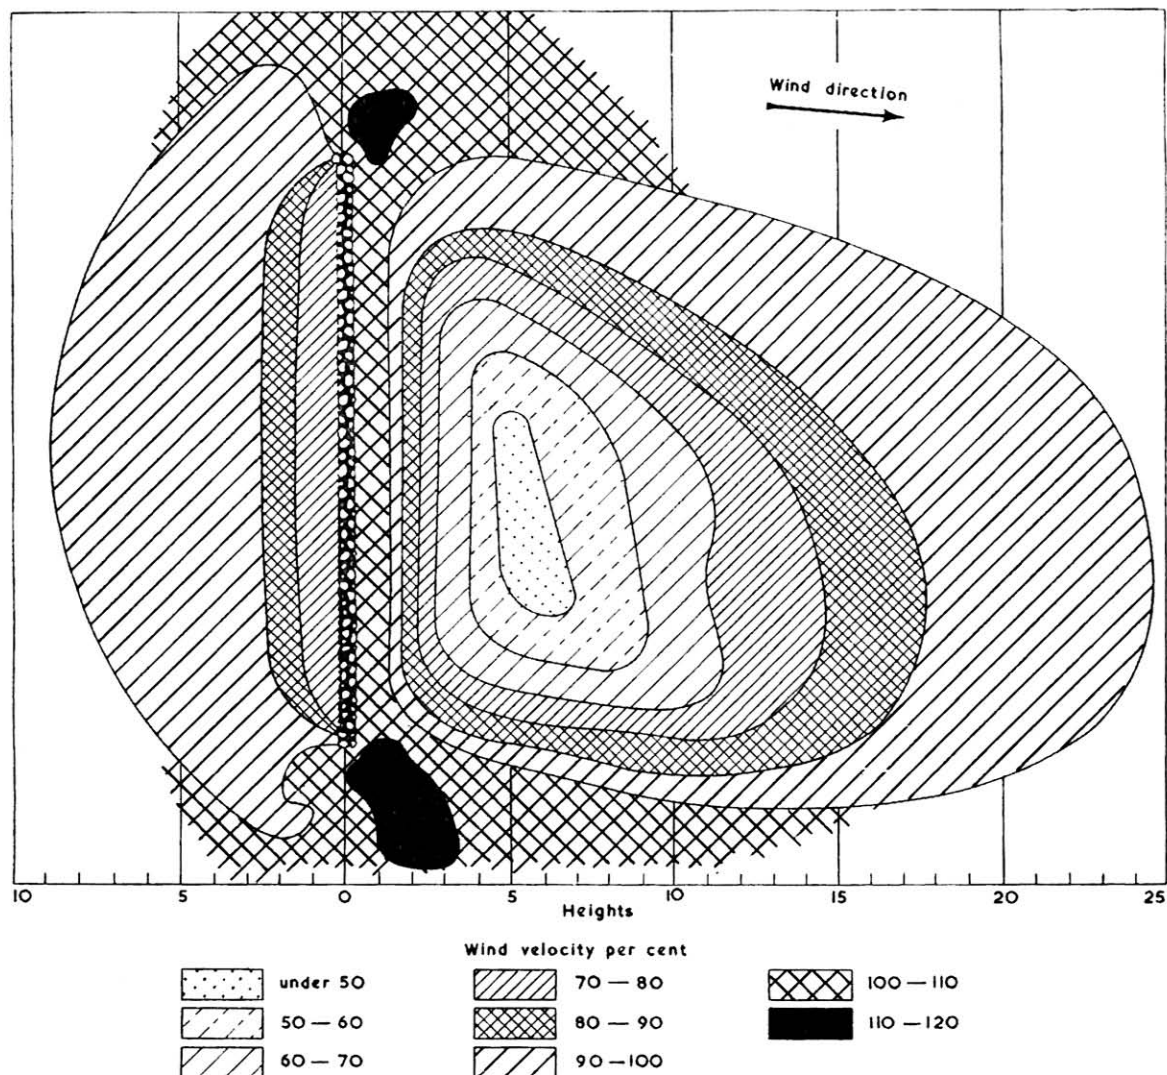 Wind direction
10 5 0 5 10 15 20 25
Heights
Wind velocity per cent
under 50
50 — 60
60 — 70
70 — 80
80 — 90
90 — 100
100 — 110
110 — 120